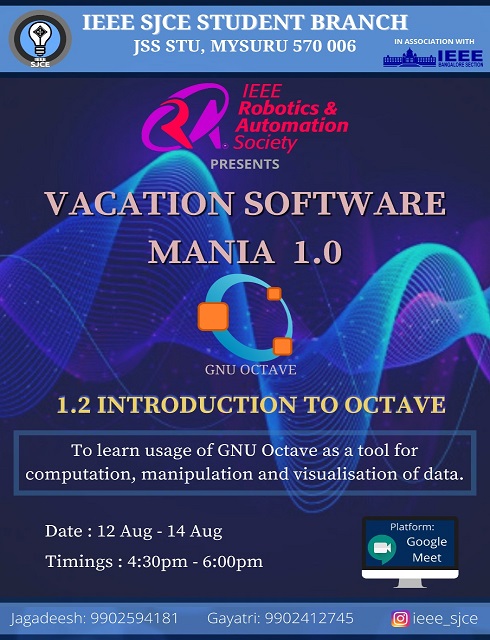 IEEE SJCE STUDENT BRANCH
JSS STU, MYSURU 570 006
IEEE
SJCE
IN ASSOCIATION WITH
IEEE
BANGALORE SECTION
IEEE
Robotics &
Automation
Society
PRESENTS
VACATION SOFTWARE
MANIA 1.0
GNU OCTAVE
1.2 INTRODUCTION TO OCTAVE
To learn usage of GNU Octave as a tool for
computation, manipulation and visualisation of data.
Date : 12 Aug - 14 Aug
Timings : 4:30pm - 6:00pm
Platform:
Google
Meet
Jagadeesh: 9902594181 Gayatri: 9902412745 ieee_sjce